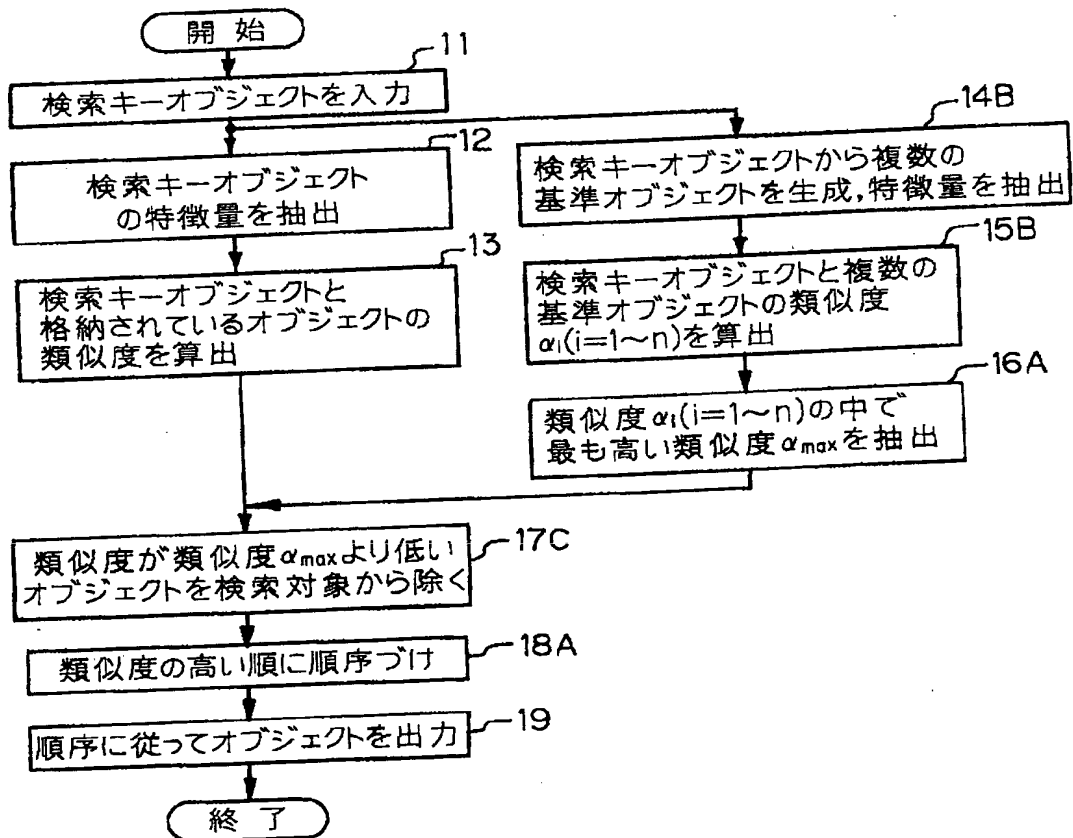 開始
11
検索キーオブジェクトを入力
12
検索キーオブジェクト
の特徴量を抽出
13
検索キーオブジェクトと
格納されているオブジェクトの
類似度を算出
14B
検索キーオブジェクトから複数の
基準オブジェクトを生成,特徴量を抽出
15B
検索キーオブジェクトと複数の
基準オブジェクトの類似度
αi(i=1~n)を算出
16A
類似度αi(i=1~n)の中で
最も高い類似度αmaxを抽出
17C
類似度が類似度αmaxより低い
オブジェクトを検索対象から除く
18A
類似度の高い順に順序づけ
19
順序に従ってオブジェクトを出力
終了